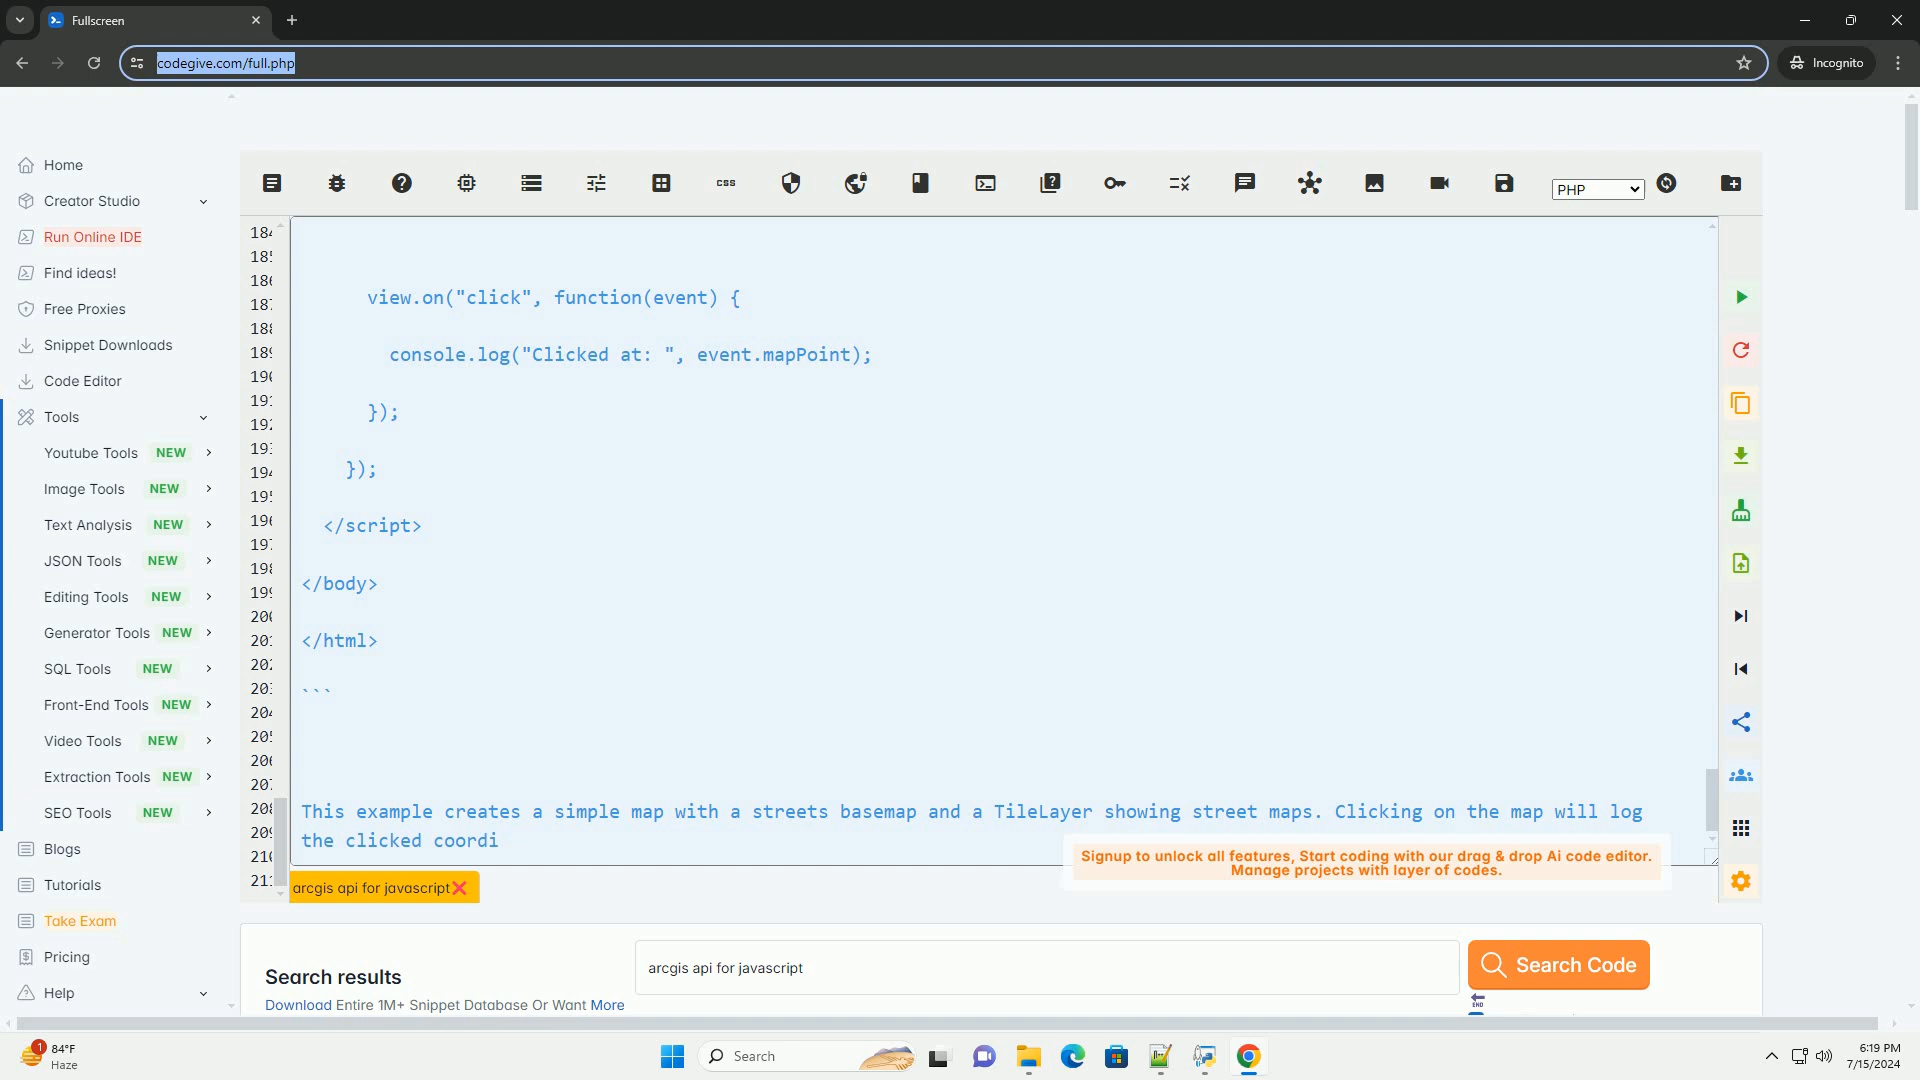 Fullscreen
codegive.com/full.php
Incognito
Home
Creator Studio
Run Online IDE
Find ideas!
Free Proxies
Snippet Downloads
Code Editor
Tools
Youtube Tools NEW
Image Tools NEW
Text Analysis NEW
JSON Tools NEW
Editing Tools NEW
Generator Tools NEW
SQL Tools NEW
Front-End Tools NEW
Video Tools NEW
Extraction Tools NEW
SEO Tools NEW
Blogs
Tutorials
Take Exam
Pricing
Help
css
PHP
view.on("click", function(event) {
console.log("Clicked at: ", event.mapPoint);
});
});
</script>
</body>
</html>
```
This example creates a simple map with a streets basemap and a TileLayer showing street maps. Clicking on the map will log
the clicked coordi
Signup to unlock all features, Start coding with our drag & drop Ai code editor.
Manage projects with layer of codes.
arcgis api for javascript
Search results
arcgis api for javascript
Search Code
Download Entire 1M+ Snippet Database Or Want More
END
1
84°F
Haze
Search
6:19 PM
7/15/2024